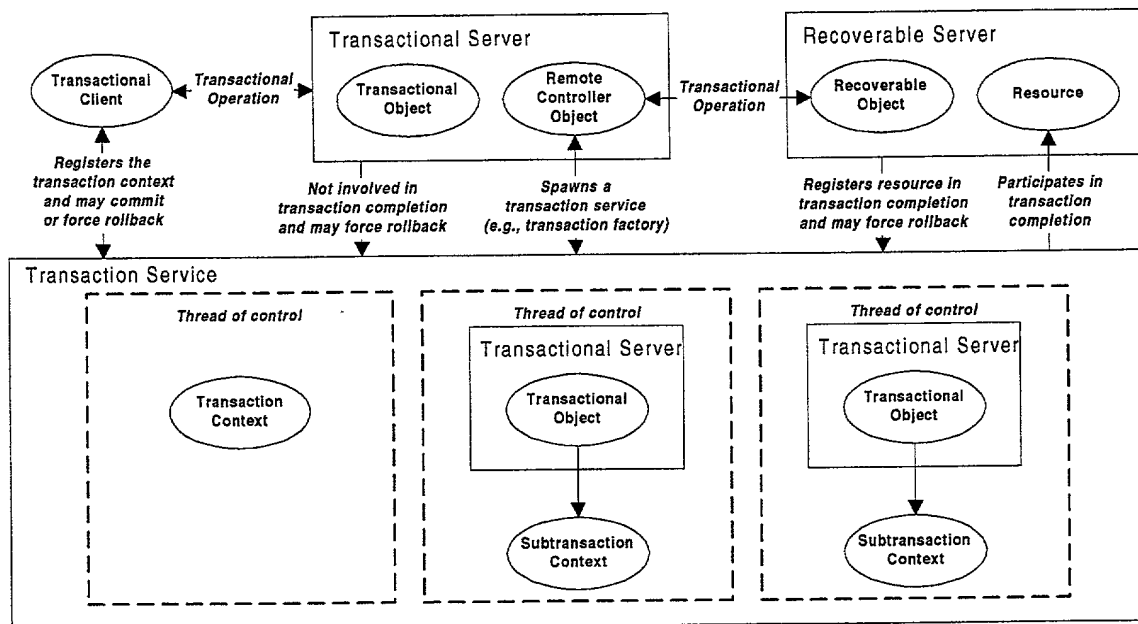 Transactional Server
Recoverable Server
Transactional
Client
Transactional
Operation
Transactional
Object
Remote
Controller
Object
Transactional
Operation
Recoverable
Object
Resource
Registers the
transaction context
and may commit
or force rollback
Not involved in
transaction completion
and may force rollback
Spawns a
transaction service
(e.g., transaction factory)
Registers resource in
transaction completion
and may force rollback
Participates in
transaction
completion
Transaction Service
Thread of control
Transaction
Context
Thread of control
Transactional Server
Transactional
Object
Subtransaction
Context
Thread of control
Transactional Server
Transactional
Object
Subtransaction
Context